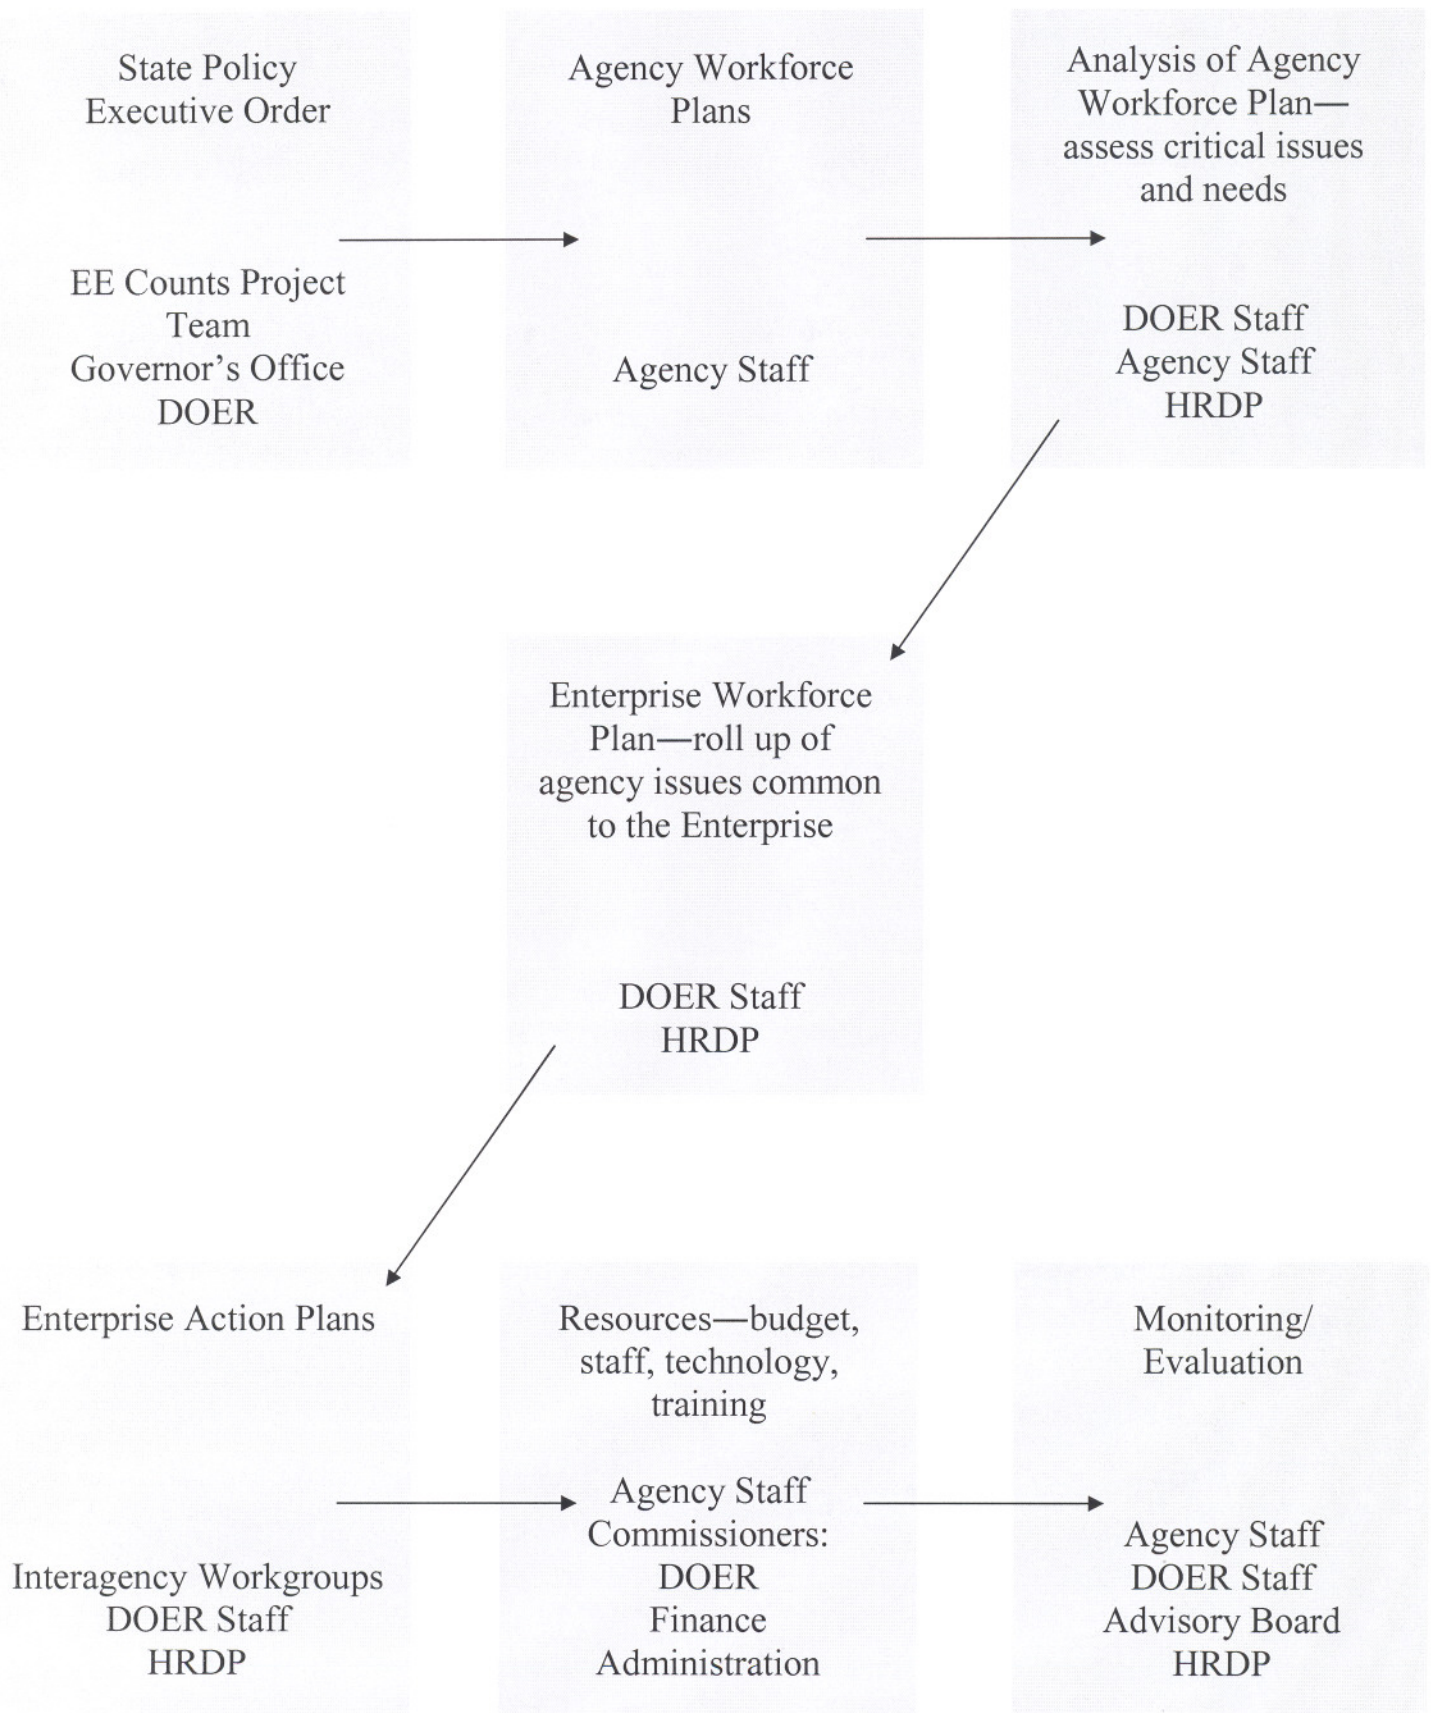 State Policy
Executive Order
EE Counts Project
Team
Governor’s Office
DOER
Agency Workforce
Plans
Agency Staff
Analysis of Agency
Workforce Plan—
assess critical issues
and needs
DOER Staff
Agency Staff
HRDP
Enterprise Workforce
Plan—roll up of
agency issues common
to the Enterprise
DOER Staff
HRDP
Enterprise Action Plans
Interagency Workgroups
DOER Staff
HRDP
Resources—budget,
staff, technology,
training
Agency Staff
Commissioners:
DOER
Finance
Administration
Monitoring/
Evaluation
Agency Staff
DOER Staff
Advisory Board
HRDP